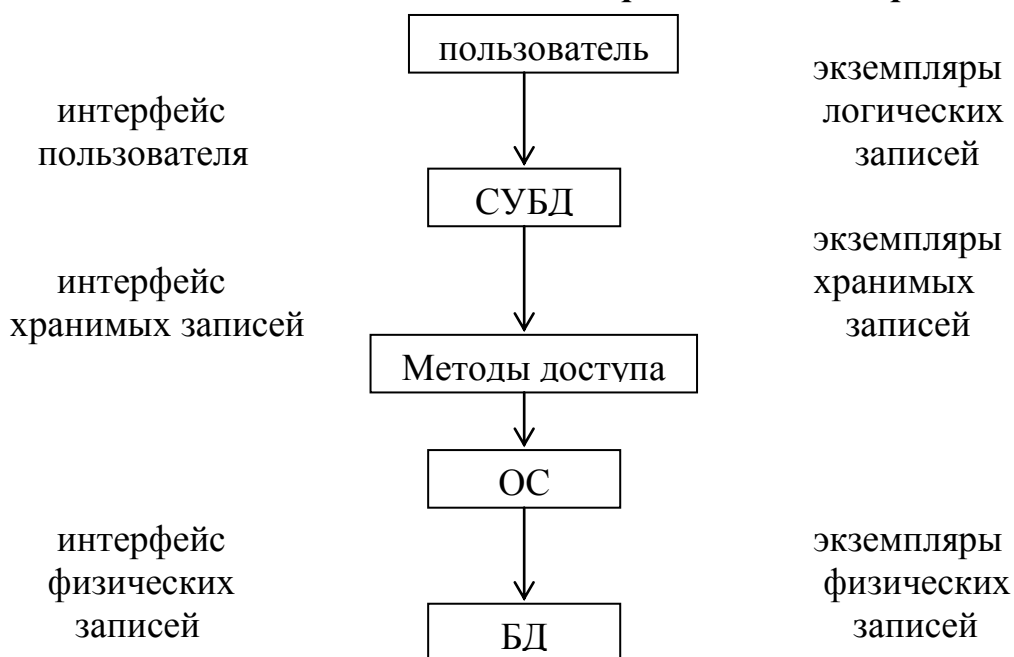 пользователь
интерфейс
пользователя
экземпляры
логических
записей
СУБД
интерфейс
хранимых записей
экземпляры
хранимых
записей
Методы доступа
ОС
интерфейс
физических
записей
экземпляры
физических
записей
БД